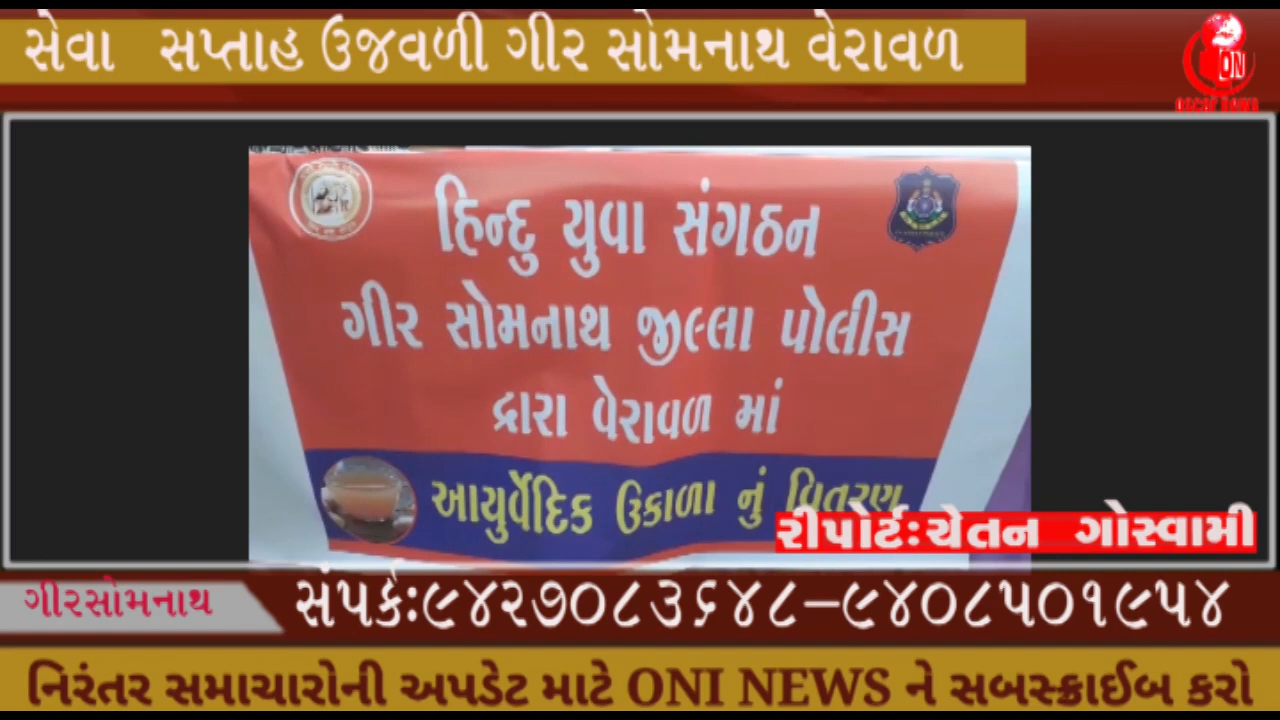 સેવા સપ્તાહ ઉજવળી ગીર સોમનાથ વેરાવળ
ON
હિન્દુ યુવા સંગઠન
ગીર સોમનાથ જીલ્લા પોલીસ
દ્રારા વેરાવળ માં
આયુર્વેદિક ઉકાળા નું વિતરણ
રીપોર્ટઃચેતન ગોસ્વામી
ગીરસોમનાથ
સંપર્કઃ૯૪૨૭૦૮૩૬૪૮–૯૪૦૮૫૦૧૯૫૪
નિરંતર સમાચારોની અપડેટ માટે ONI NEWS ને સબસ્ક્રાઈબ કરો